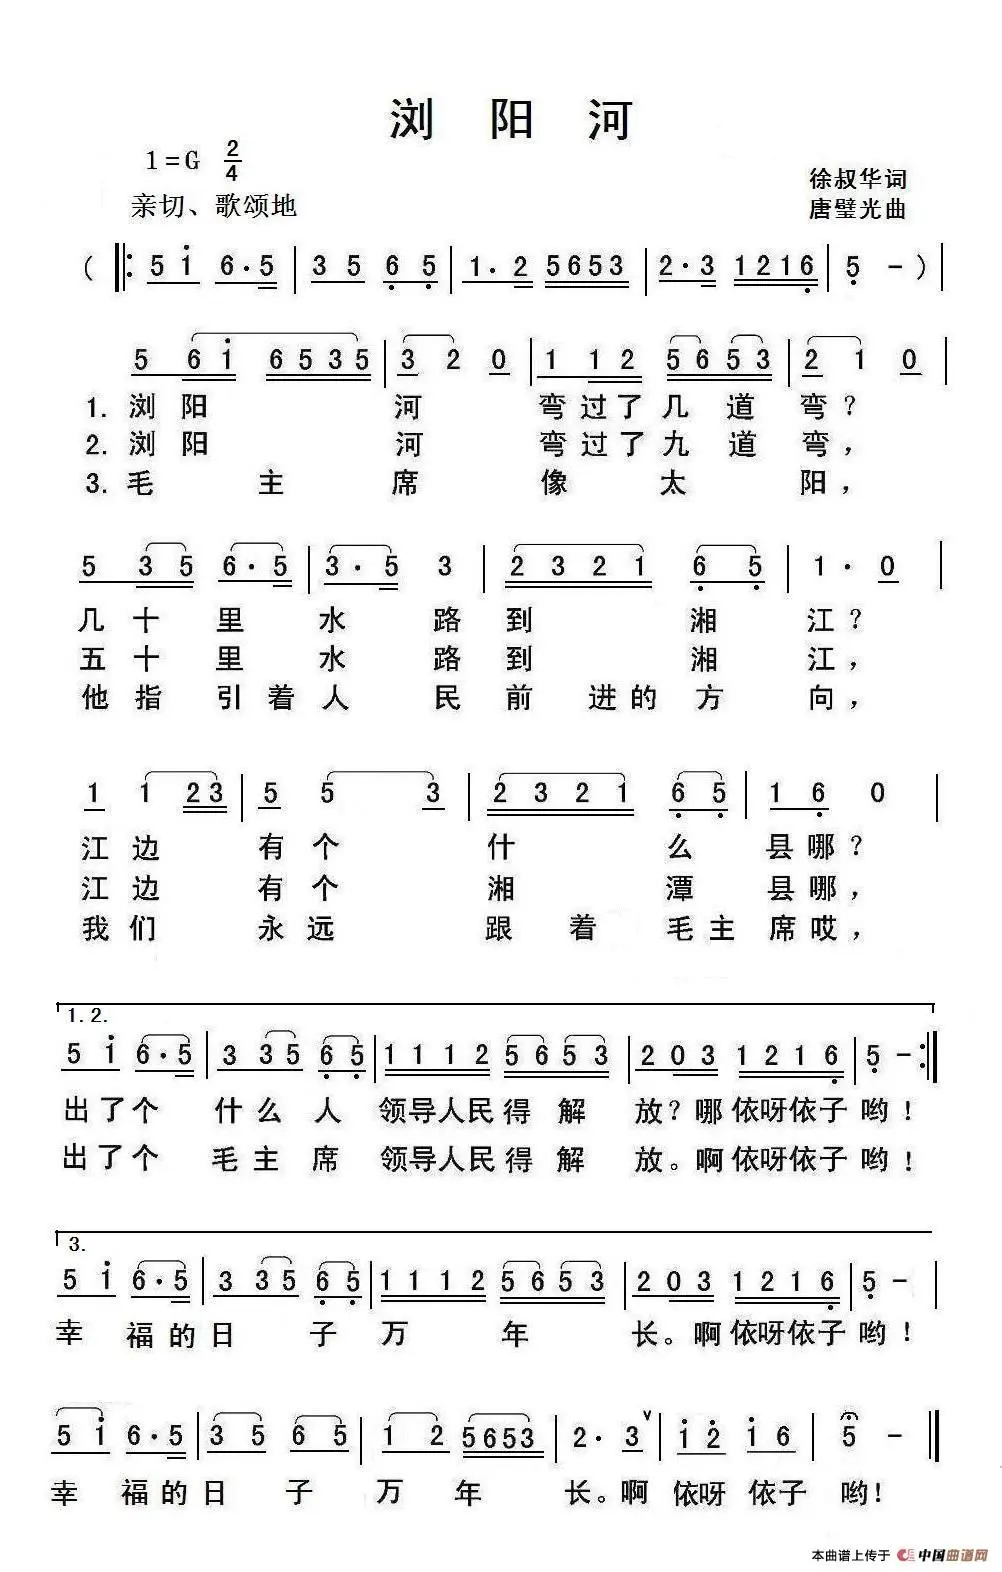 浏 阳 河
1=G 2/4
徐叔华词
亲切、歌颂地
唐璧光曲
( 5 1 6·5 | 3 5 6 5 | 1·2 5653 | 2·3 1216 | 5 - )
5 6 1 6 5 3 5 | 3 2 0 | 1 1 2 5 6 5 3 | 2 1 0 |
1. 浏 阳 河 弯 过 了 几 道 弯？
2. 浏 阳 河 弯 过 了 九 道 弯，
3. 毛 主 席 像 太 阳，
5 3 5 6·5 | 3·5 3 | 2 3 2 1 6 5 | 1· 0 |
几 十 里 水 路 到 湘 江？
五 十 里 水 路 到 湘 江，
他 指 引 着 人 民 前 进 的 方 向，
1 1 2 3 | 5 5 3 | 2 3 2 1 6 5 | 1 6 0 |
江 边 有 个 什 么 县 哪？
江 边 有 个 湘 潭 县 哪，
我 们 永 远 跟 着 毛 主 席 哎，
1. 2.
5 1 6·5 | 3 3 5 6 5 | 1 1 1 2 5 6 5 3 | 2 0 3 1 2 1 6 | 5 - :|
出 了 个 什 么 人 领导人民得 解 放？哪 依呀依子 哟！
出 了 个 毛 主 席 领导人民得 解 放。啊 依呀依子 哟！
3.
5 1 6·5 | 3 3 5 6 5 | 1 1 1 2 5 6 5 3 | 2 0 3 1 2 1 6 | 5 - |
幸 福 的 日 子 万 年 长。啊 依呀依子 哟！
5 1 6·5 | 3 5 6 5 | 1 2 5653 | 2· 3 ∨ | 1 2 1 6 | 5 - ‖
幸 福 的 日 子 万 年 长。啊 依呀 依子 哟！
本曲谱上传于 中国曲谱网